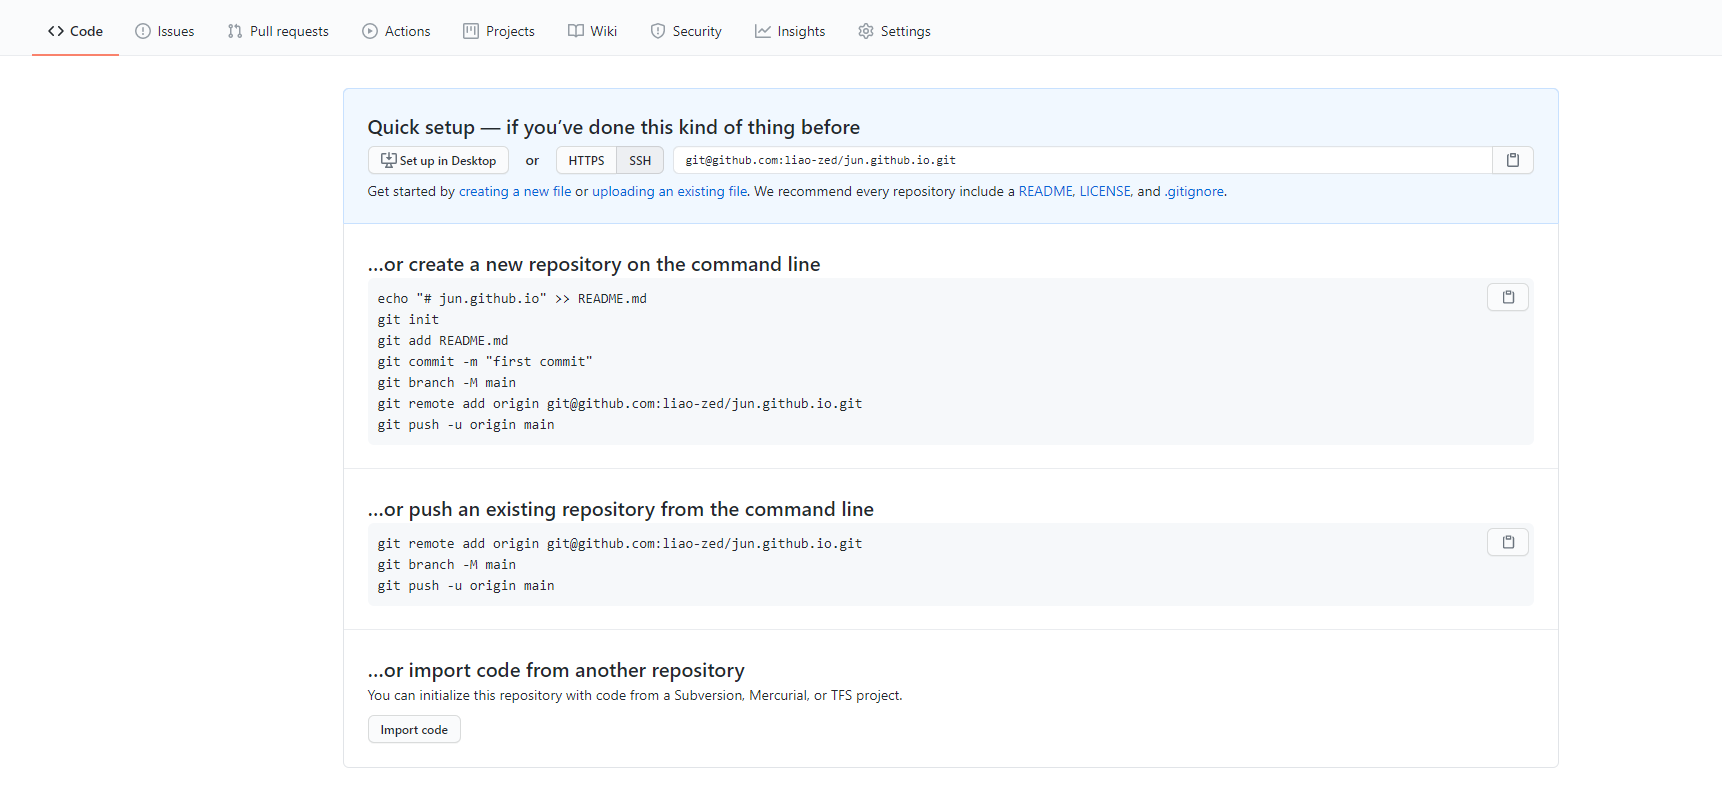 Code Issues Pull requests Actions Projects Wiki Security Insights Settings
Quick setup — if you’ve done this kind of thing before
Set up in Desktop or HTTPS SSH git@github.com:liao-zed/jun.github.io.git
Get started by creating a new file or uploading an existing file. We recommend every repository include a README, LICENSE, and .gitignore.
…or create a new repository on the command line
echo "# jun.github.io" >> README.md
git init
git add README.md
git commit -m "first commit"
git branch -M main
git remote add origin git@github.com:liao-zed/jun.github.io.git
git push -u origin main
…or push an existing repository from the command line
git remote add origin git@github.com:liao-zed/jun.github.io.git
git branch -M main
git push -u origin main
…or import code from another repository
You can initialize this repository with code from a Subversion, Mercurial, or TFS project.
Import code